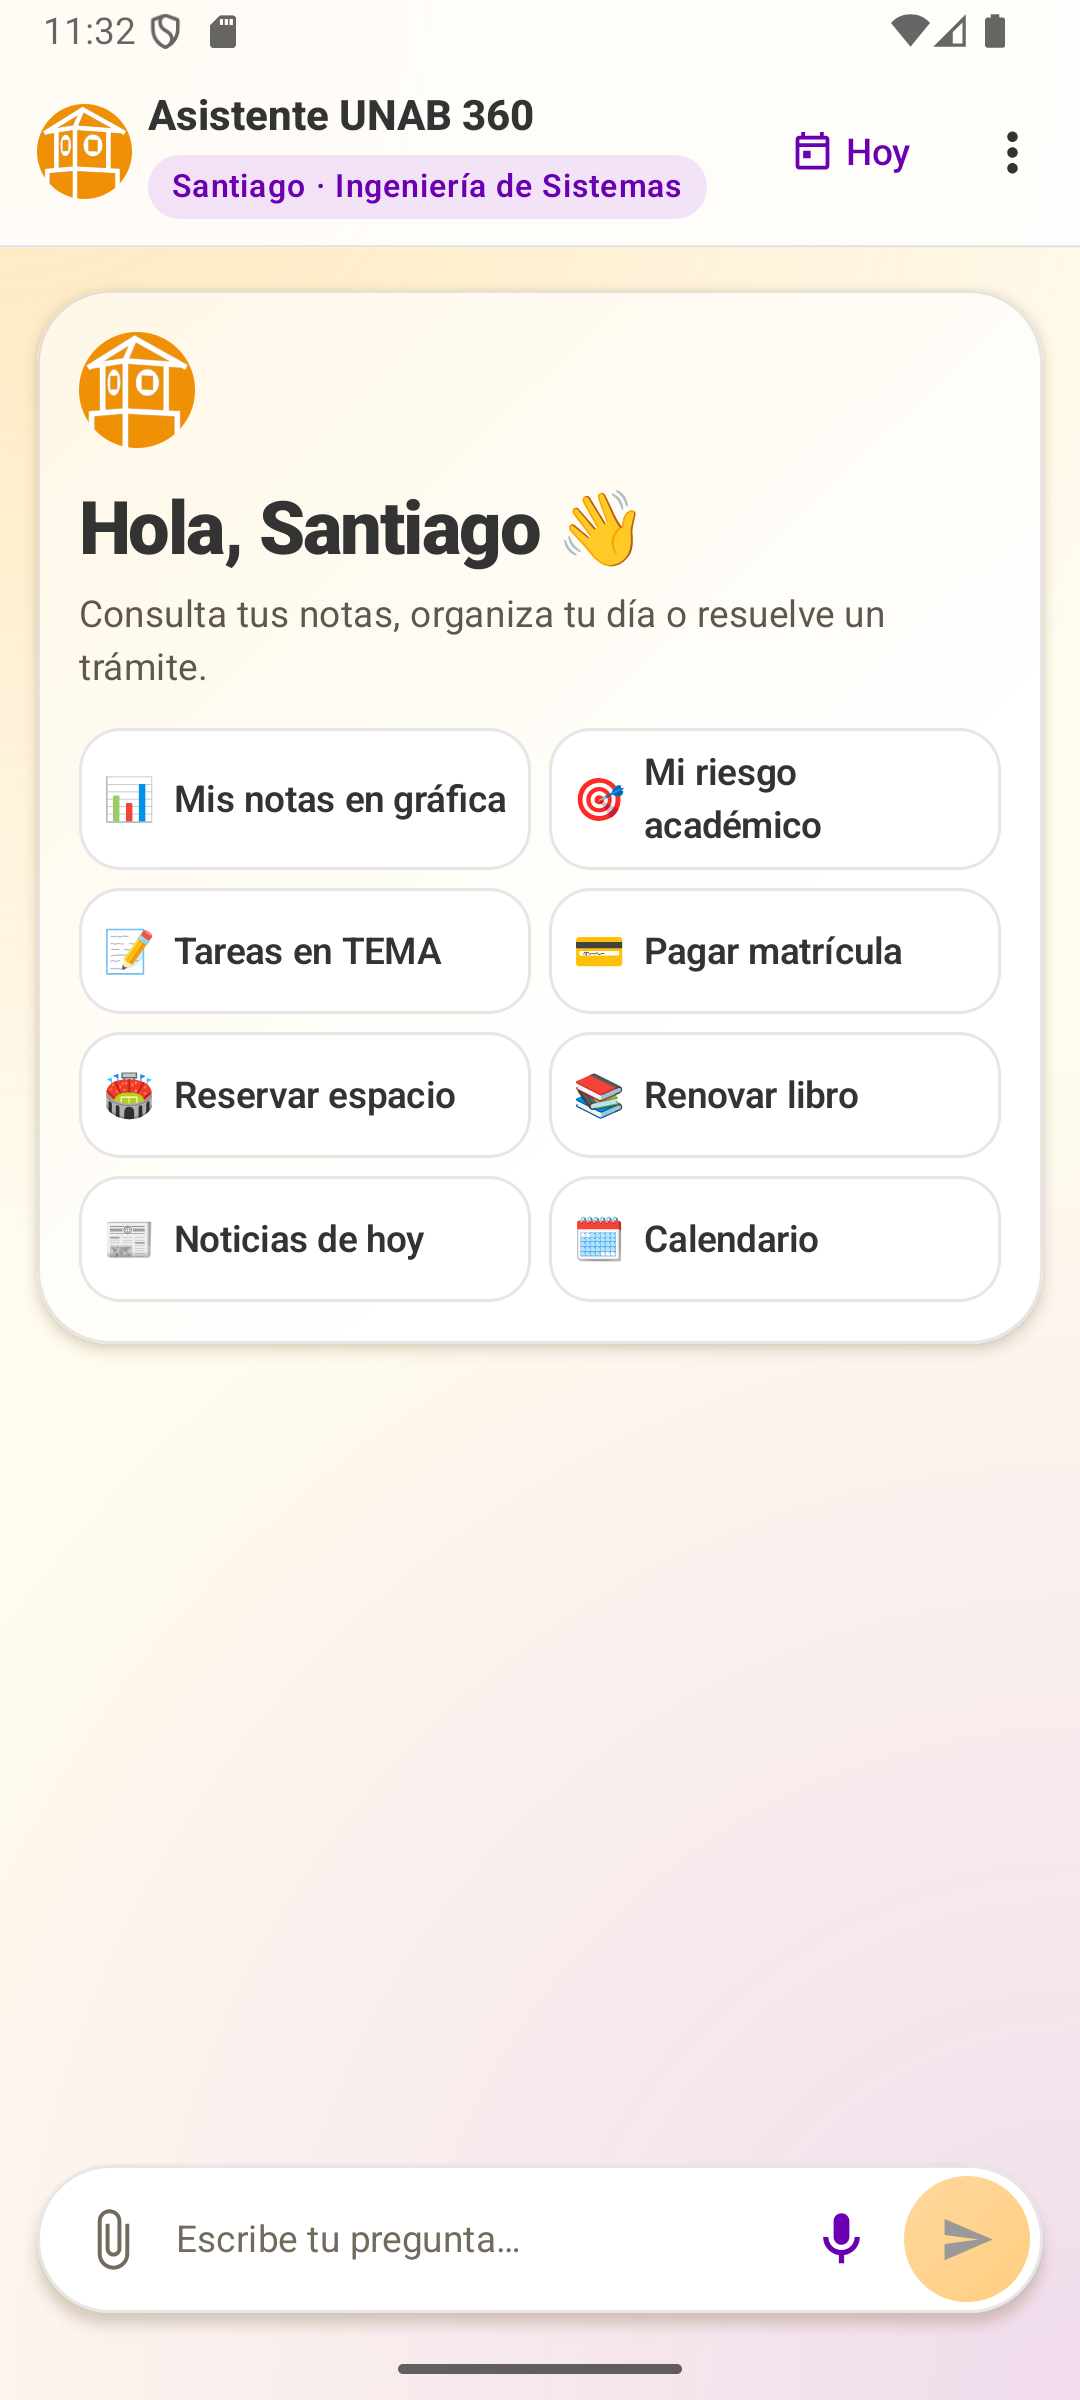 11:32
Asistente UNAB 360
Santiago · Ingeniería de Sistemas
Hoy
Hola, Santiago 👋
Consulta tus notas, organiza tu día o resuelve un
trámite.
Mis notas en gráfica
Mi riesgo
académico
Tareas en TEMA
Pagar matrícula
Reservar espacio
Renovar libro
Noticias de hoy
Calendario
Escribe tu pregunta...